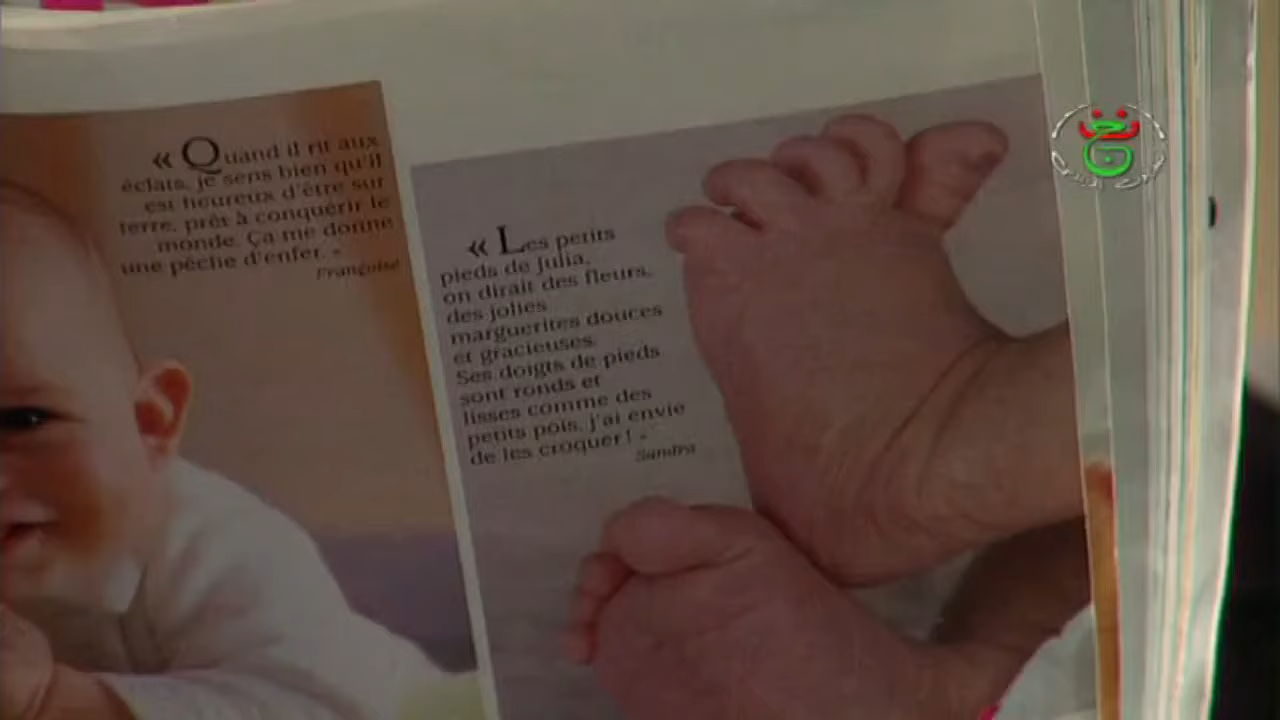 « Quand il rit aux
éclats, je sens bien qu'il
est heureux d'être sur
terre, prêt à conquérir le
monde. Ça me donne
une pêche d'enfer. »
Françoise
« Les petits
pieds de Julia,
on dirait des fleurs,
des jolies
marguerites douces
et gracieuses.
Ses doigts de pieds
sont ronds et
lisses comme des
petits pois, j'ai envie
de les croquer ! »
Sandra